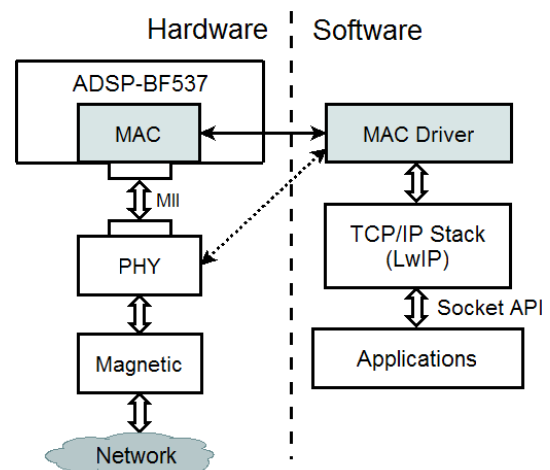 Hardware
Software
ADSP-BF537
MAC
MAC Driver
MII
TCP/IP Stack
(LwIP)
PHY
Socket API
Magnetic
Applications
Network